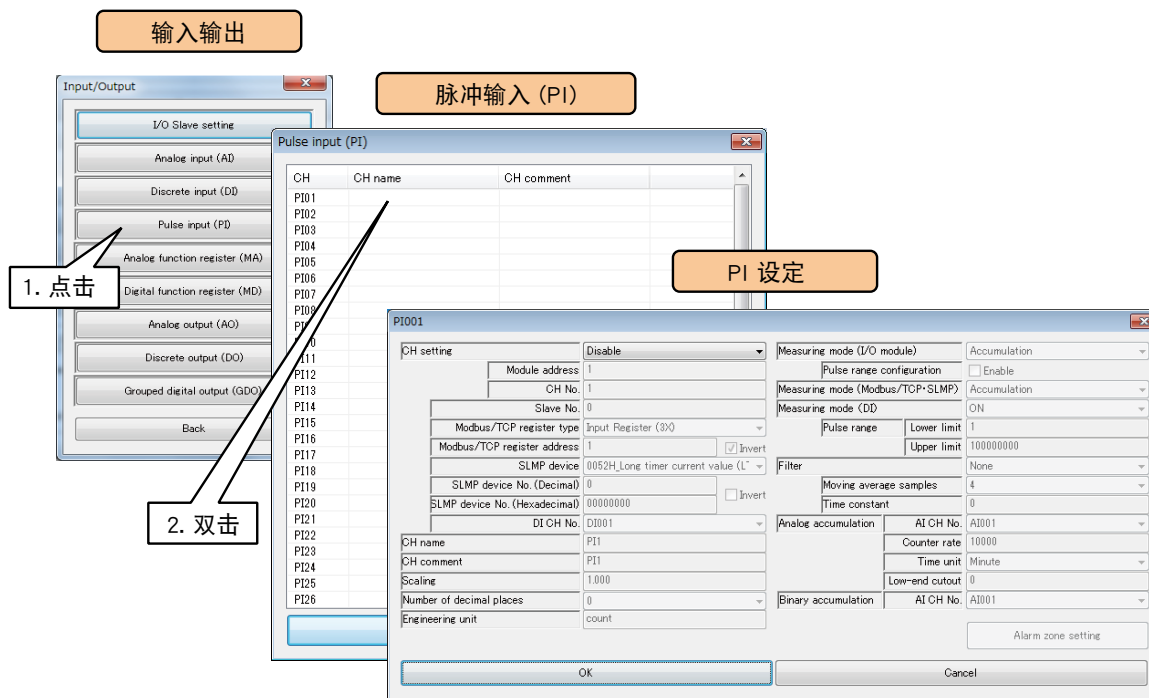 输入输出
Input/Output
I/O Slave setting
Analog input (AI)
Discrete input (DI)
Pulse input (PI)
Analog function register (MA)
Digital function register (MD)
Analog output (AO)
Discrete output (DO)
Grouped digital output (GDO)
Back
1. 点击
脉冲输入 (PI)
Pulse input (PI)
CH CH name CH comment
PI01
PI02
PI03
PI04
PI05
PI06
PI07
PI08
PI11
PI12
PI13
PI14
PI15
PI16
PI17
PI18
PI19
PI20
PI21
PI22
PI23
PI24
PI25
PI26
2. 双击
PI 设定
PI001
CH setting Disable
Module address 1
CH No. 1
Slave No. 0
Modbus/TCP register type Input Register (3X)
Modbus/TCP register address 1 Invert
SLMP device 0052H_Long timer current value
SLMP device No. (Decimal) 0
Invert
SLMP device No. (Hexadecimal) 00000000
DI CH No. DI001
CH name PI1
CH comment PI1
Scaling 1.000
Number of decimal places 0
Engineering unit count
Measuring mode (I/O module) Accumulation
Pulse range configuration Enable
Measuring mode (Modbus/TCP・SLMP) Accumulation
Measuring mode (DI) ON
Pulse range Lower limit 1
Upper limit 100000000
Filter None
Moving average samples 4
Time constant 0
Analog accumulation AI CH No. AI001
Counter rate 10000
Time unit Minute
Low-end cutout 0
Binary accumulation AI CH No. AI001
Alarm zone setting
OK
Cancel